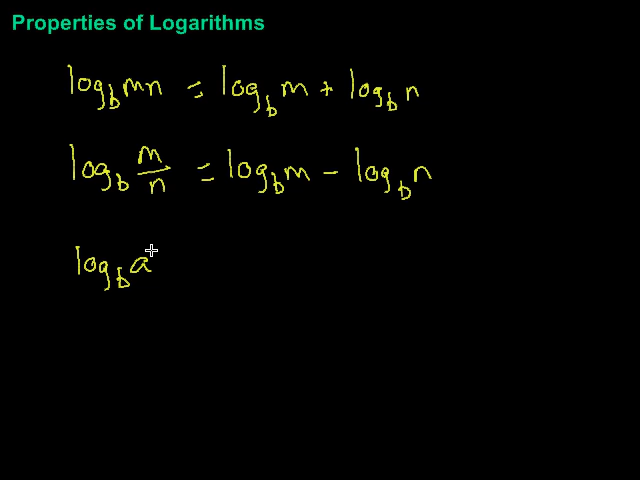 Properties of Logarithms
log_b mn = log_b m + log_b n
log_b m/n = log_b m - log_b n
log_b a